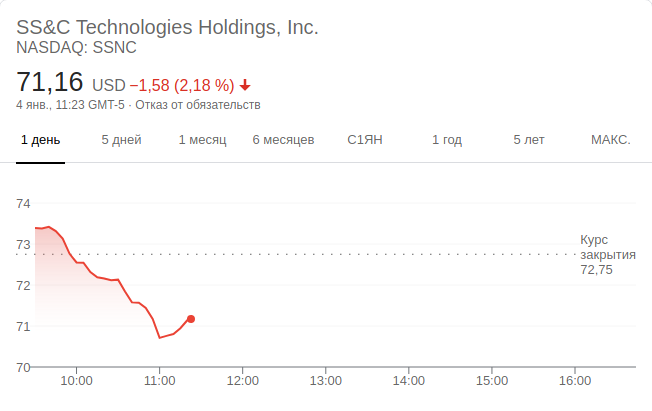 SS&C Technologies Holdings, Inc.
NASDAQ: SSNC
71,16 USD −1,58 (2,18 %)
4 янв., 11:23 GMT-5 · Отказ от обязательств
1 день 5 дней 1 месяц 6 месяцев С1ЯН 1 год 5 лет МАКС.
74
73
72
71
70
Курс
закрытия
72,75
10:00 11:00 12:00 13:00 14:00 15:00 16:00